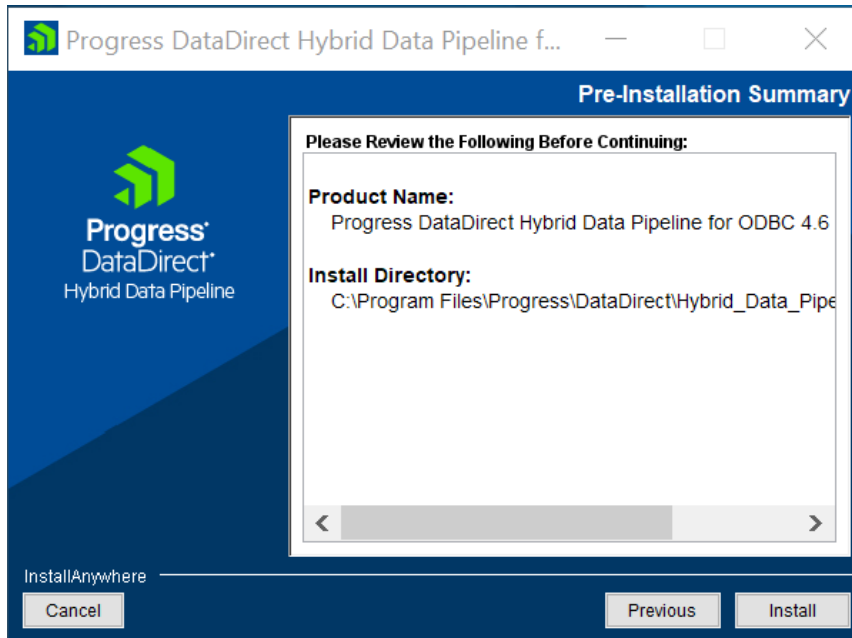 Progress DataDirect Hybrid Data Pipeline f...
Pre-Installation Summary
Progress
DataDirect
Hybrid Data Pipeline
Please Review the Following Before Continuing:
Product Name:
Progress DataDirect Hybrid Data Pipeline for ODBC 4.6
Install Directory:
C:\Program Files\Progress\DataDirect\Hybrid_Data_Pipe
InstallAnywhere
Cancel
Previous
Install